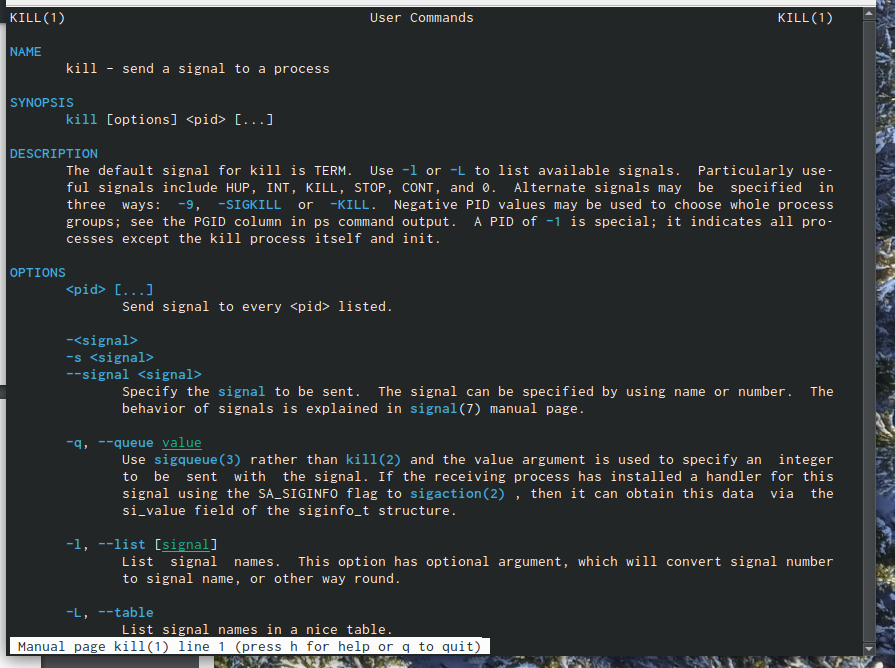 KILL(1) User Commands KILL(1)
NAME
kill - send a signal to a process
SYNOPSIS
kill [options] <pid> [...]
DESCRIPTION
The default signal for kill is TERM. Use -l or -L to list available signals. Particularly use-
ful signals include HUP, INT, KILL, STOP, CONT, and 0. Alternate signals may be specified in
three ways: -9, -SIGKILL or -KILL. Negative PID values may be used to choose whole process
groups; see the PGID column in ps command output. A PID of -1 is special; it indicates all pro-
cesses except the kill process itself and init.
OPTIONS
<pid> [...]
Send signal to every <pid> listed.
-<signal>
-s <signal>
--signal <signal>
Specify the signal to be sent. The signal can be specified by using name or number. The
behavior of signals is explained in signal(7) manual page.
-q, --queue value
Use sigqueue(3) rather than kill(2) and the value argument is used to specify an integer
to be sent with the signal. If the receiving process has installed a handler for this
signal using the SA_SIGINFO flag to sigaction(2) , then it can obtain this data via the
si_value field of the siginfo_t structure.
-l, --list [signal]
List signal names. This option has optional argument, which will convert signal number
to signal name, or other way round.
-L, --table
List signal names in a nice table.
Manual page kill(1) line 1 (press h for help or q to quit)